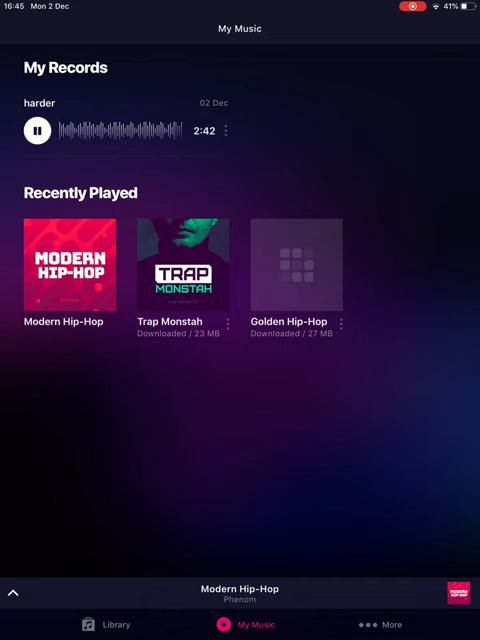 16:45 Mon 2 Dec 41%
My Music
My Records
harder 02 Dec
2:42
Recently Played
MODERN
HIP-HOP
TRAP
MONSTAH
Modern Hip-Hop
Trap Monstah
Downloaded / 23 MB
Golden Hip-Hop
Downloaded / 27 MB
Modern Hip-Hop
Phenom
MODERN
HIP-HOP
Library My Music More